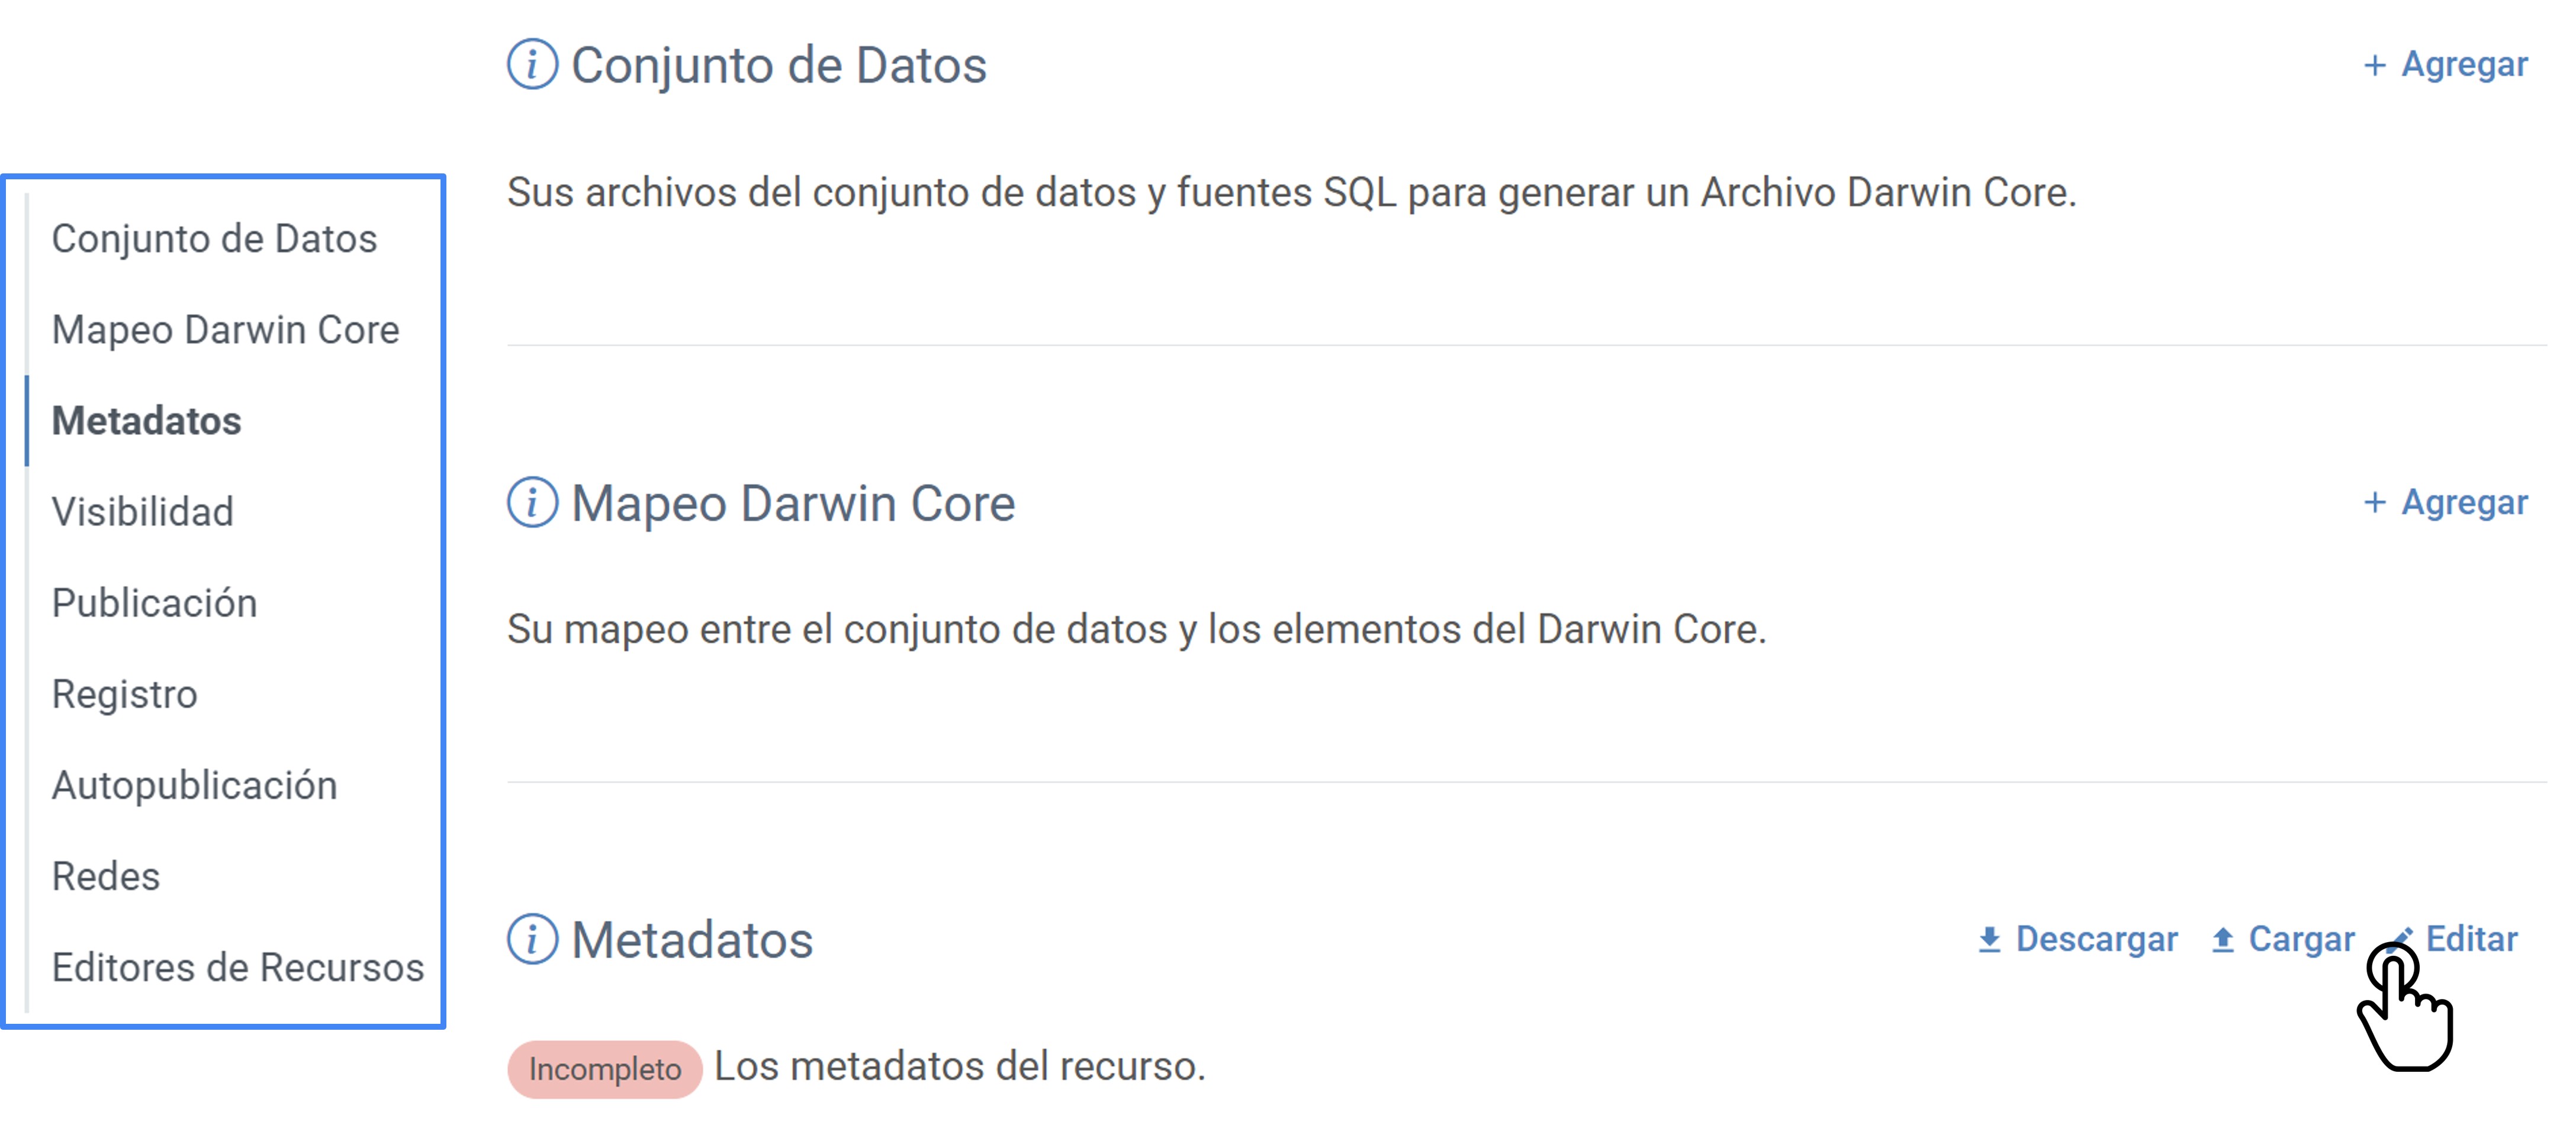 Conjunto de Datos
+ Agregar
Sus archivos del conjunto de datos y fuentes SQL para generar un Archivo Darwin Core.
Conjunto de Datos
Mapeo Darwin Core
Metadatos
Visibilidad
Publicación
Registro
Autopublicación
Redes
Editores de Recursos
Mapeo Darwin Core
+ Agregar
Su mapeo entre el conjunto de datos y los elementos del Darwin Core.
Metadatos
Descargar Cargar Editar
Incompleto Los metadatos del recurso.